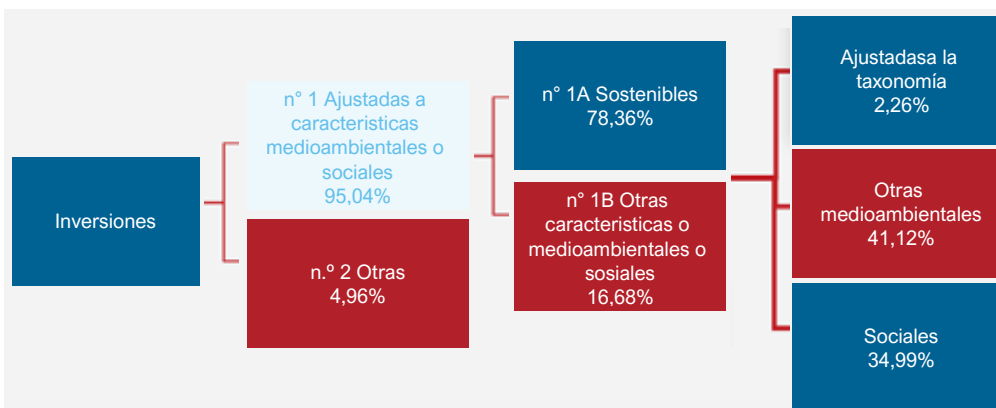 Inversiones
n° 1 Ajustadas a
caracteristicas
medioambientales o
sociales
95,04%
n.º 2 Otras
4,96%
n° 1A Sostenibles
78,36%
n° 1B Otras
caracteristicas o
medioambientales o
sosiales
16,68%
Ajustadasa la
taxonomía
2,26%
Otras
medioambientales
41,12%
Sociales
34,99%